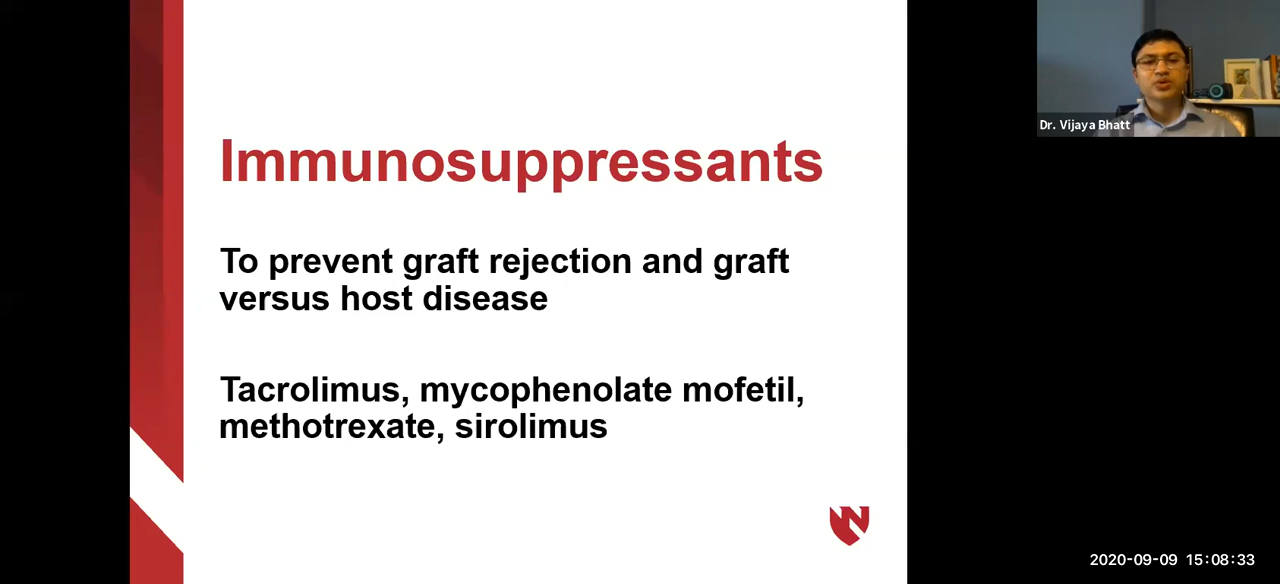 Immunosuppressants
To prevent graft rejection and graft
versus host disease
Tacrolimus, mycophenolate mofetil,
methotrexate, sirolimus
Dr. Vijaya Bhatt
2020-09-09 15:08:33